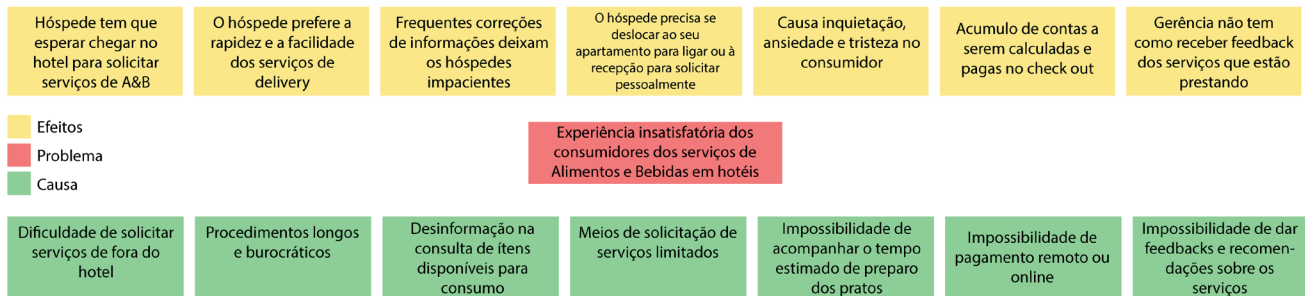 Hóspede tem que
esperar chegar no
hotel para solicitar
serviços de A&B
O hóspede prefere a
rapidez e a facilidade
dos serviços de
delivery
Frequentes correções
de informações deixam
os hóspedes
impacientes
O hóspede precisa se
deslocar ao seu
apartamento para ligar ou à
recepção para solicitar
pessoalmente
Causa inquietação,
ansiedade e tristeza no
consumidor
Acumulo de contas a
serem calculadas e
pagas no check out
Gerência não tem
como receber feedback
dos serviços que estão
prestando
Efeitos
Problema
Causa
Experiência insatisfatória dos
consumidores dos serviços de
Alimentos e Bebidas em hotéis
Dificuldade de solicitar
serviços de fora do
hotel
Procedimentos longos
e burocráticos
Desinformação na
consulta de ítens
disponíveis para
consumo
Meios de solicitação de
serviços limitados
Impossibilidade de
acompanhar o tempo
estimado de preparo
dos pratos
Impossibilidade de
pagamento remoto ou
online
Impossibilidade de dar
feedbacks e recomen-
dações sobre os
serviços